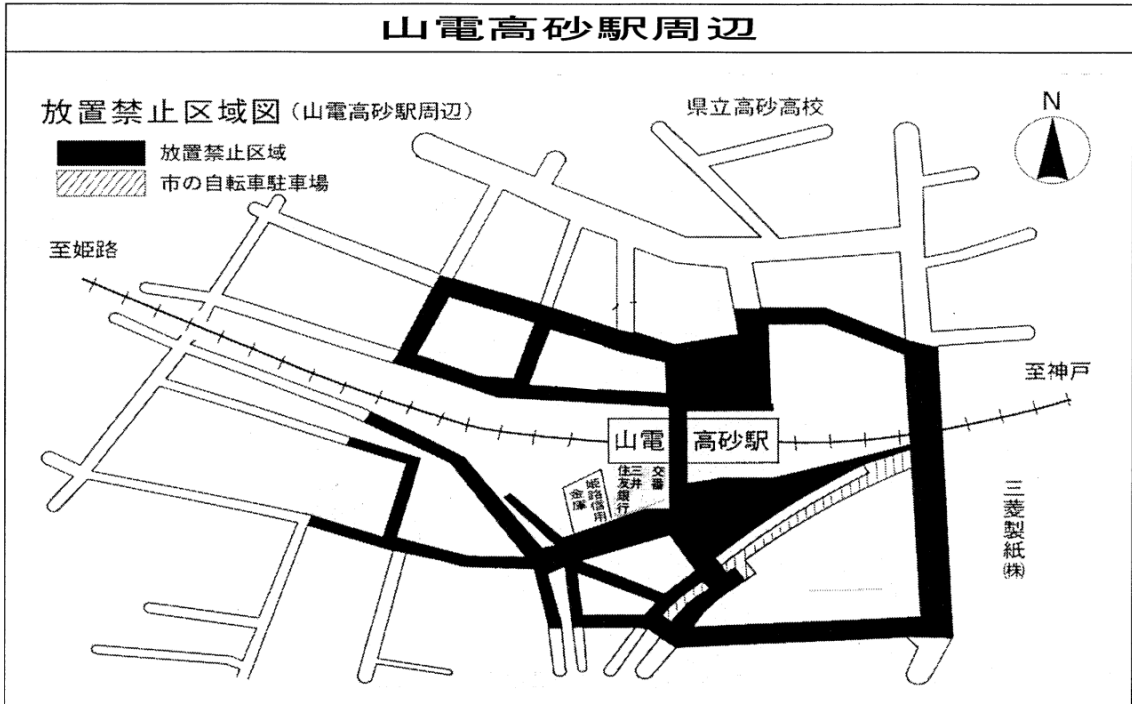 山電高砂駅周辺
放置禁止区域図（山電高砂駅周辺）
放置禁止区域
市の自転車駐車場
県立高砂高校
N
至姫路
至神戸
山電 高砂駅
交番
三井
住友銀行
姫路信用
金庫
三菱製紙㈱